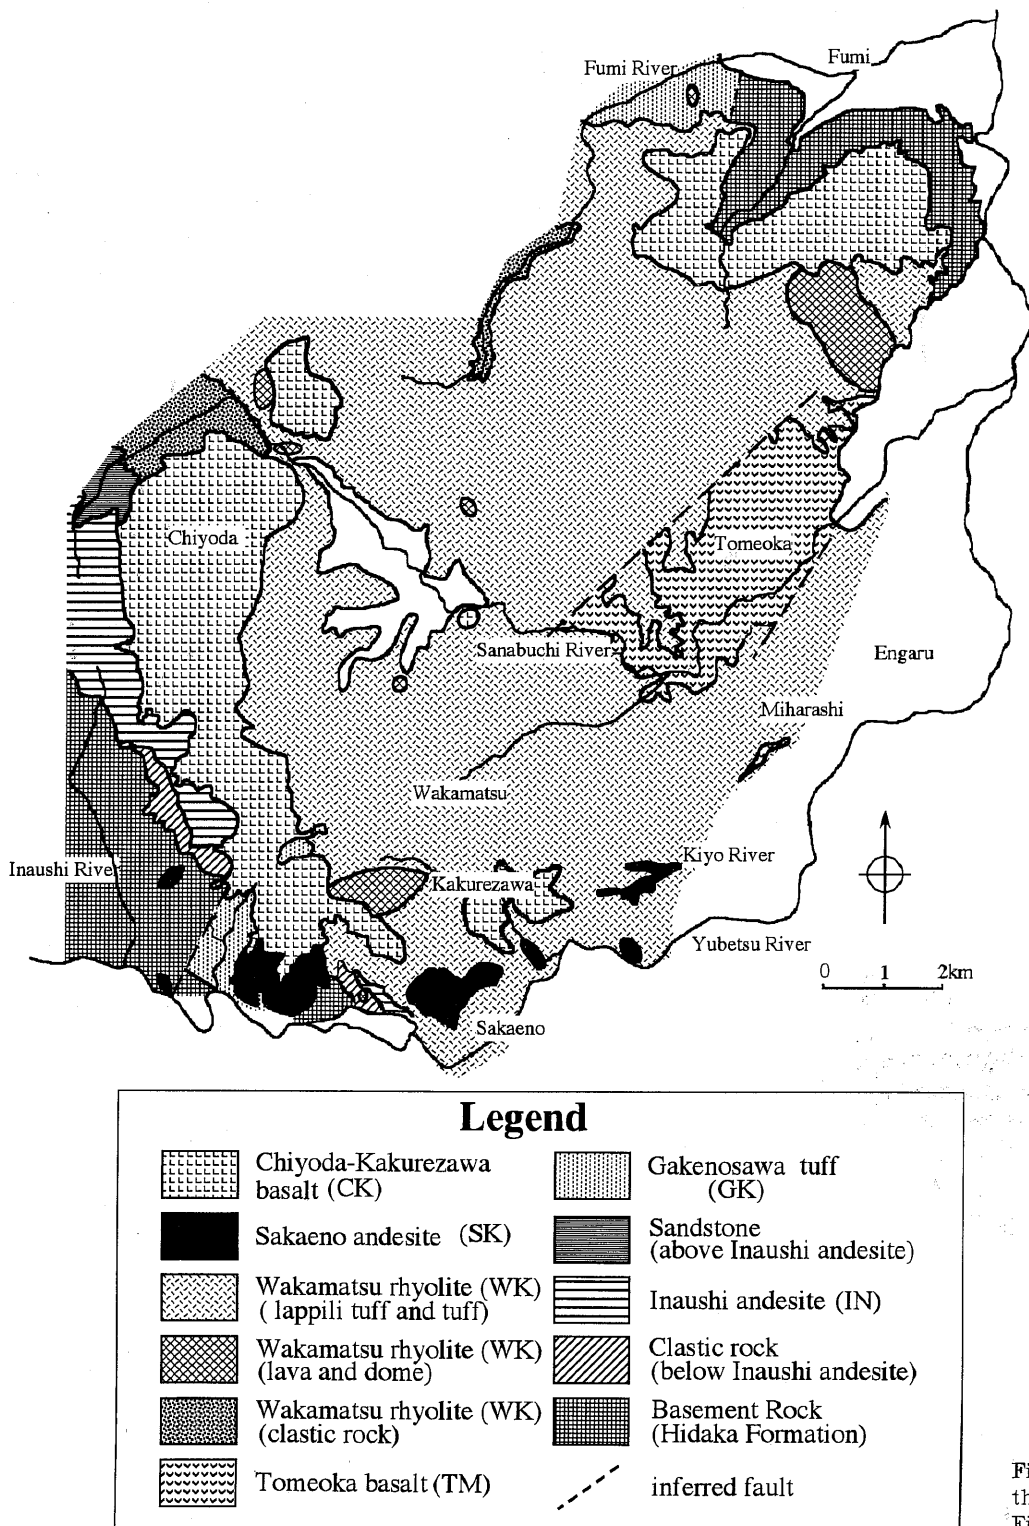 Fumi
Fumi River
Chiyoda
Tomeoka
Sanabuchi River
Engaru
Miharashi
Wakamatsu
Kiyo River
Inaushi River
Kakurezawa
Yubetsu River
0 1 2km
Sakaeno
Legend
Chiyoda-Kakurezawa
basalt (CK)
Sakaeno andesite (SK)
Wakamatsu rhyolite (WK)
( lappili tuff and tuff)
Wakamatsu rhyolite (WK)
(lava and dome)
Wakamatsu rhyolite (WK)
(clastic rock)
Tomeoka basalt (TM)
Gakenosawa tuff
(GK)
Sandstone
(above Inaushi andesite)
Inaushi andesite (IN)
Clastic rock
(below Inaushi andesite)
Basement Rock
(Hidaka Formation)
inferred fault
Fi
th